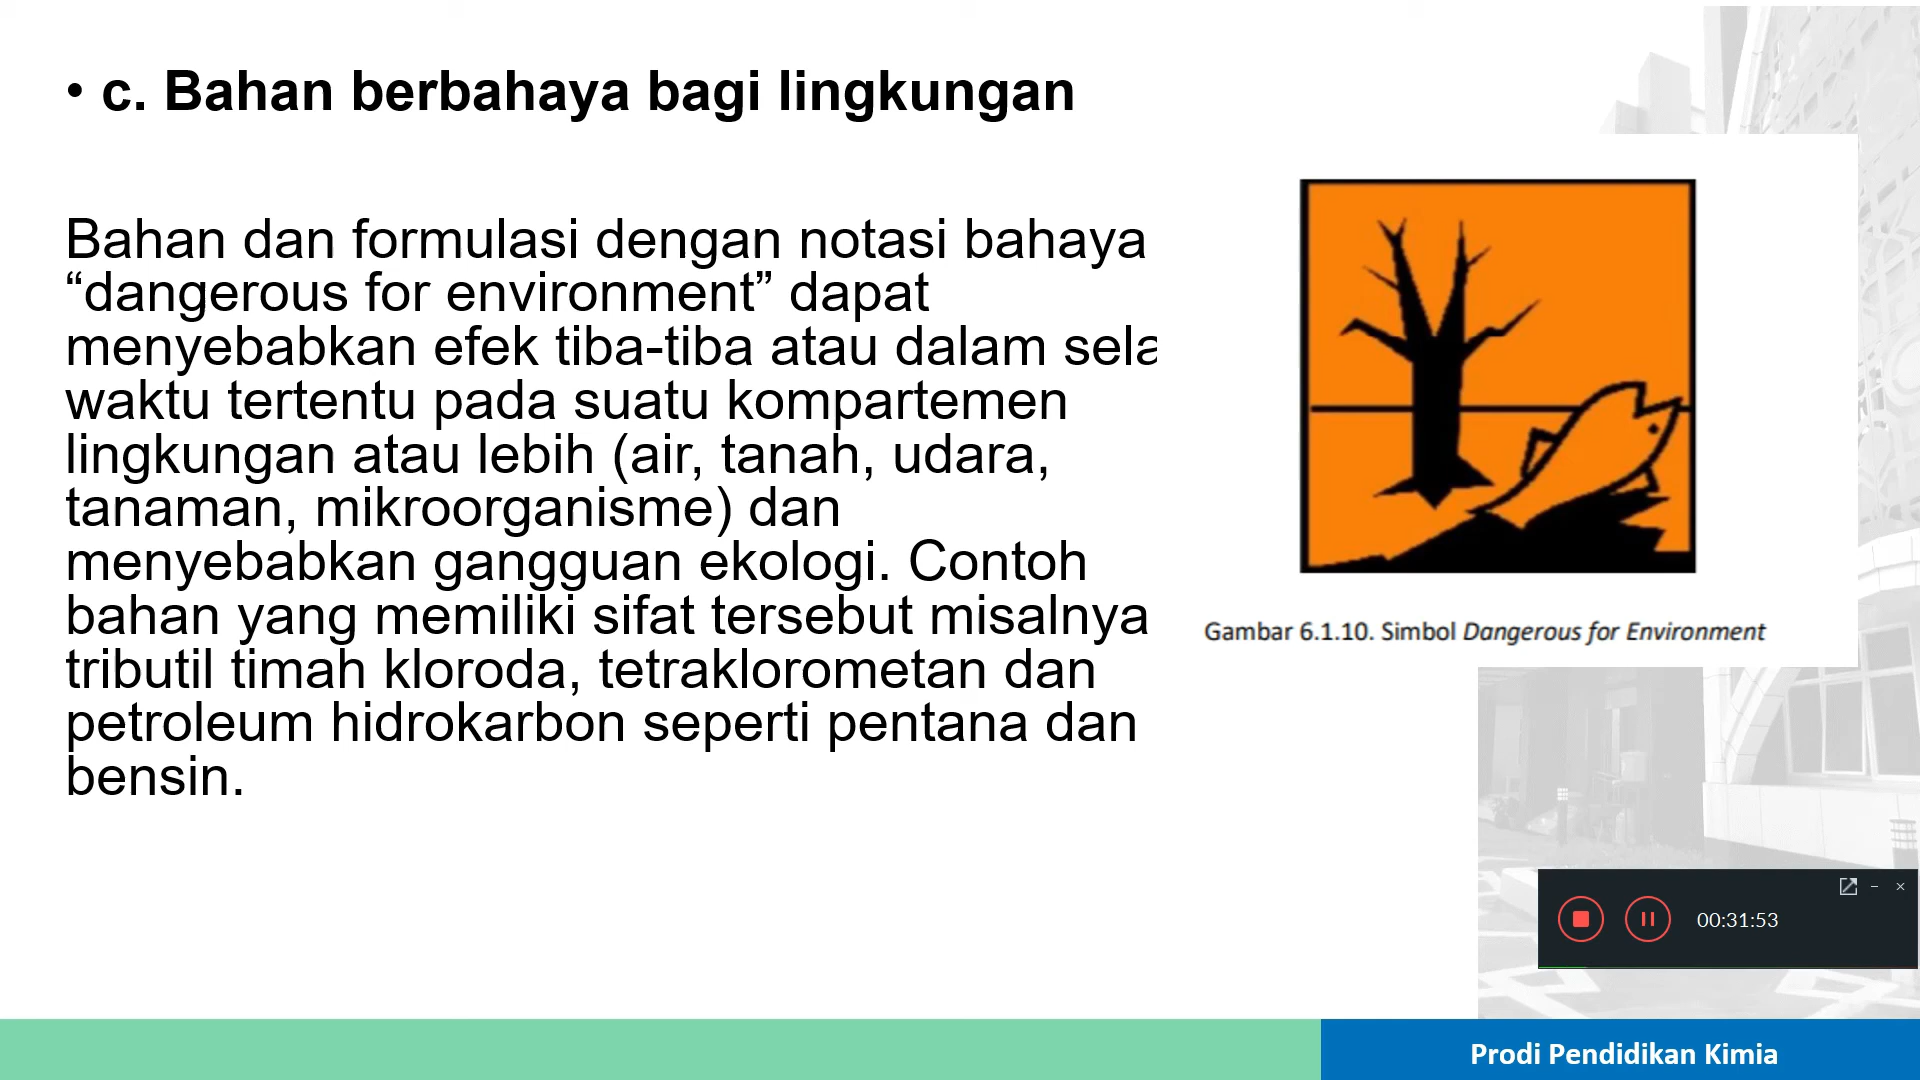 • c. Bahan berbahaya bagi lingkungan
Bahan dan formulasi dengan notasi bahaya
“dangerous for environment” dapat
menyebabkan efek tiba-tiba atau dalam sela
waktu tertentu pada suatu kompartemen
lingkungan atau lebih (air, tanah, udara,
tanaman, mikroorganisme) dan
menyebabkan gangguan ekologi. Contoh
bahan yang memiliki sifat tersebut misalnya
tributil timah kloroda, tetraklorometan dan
petroleum hidrokarbon seperti pentana dan
bensin.
Gambar 6.1.10. Simbol Dangerous for Environment
00:31:53
Prodi Pendidikan Kimia